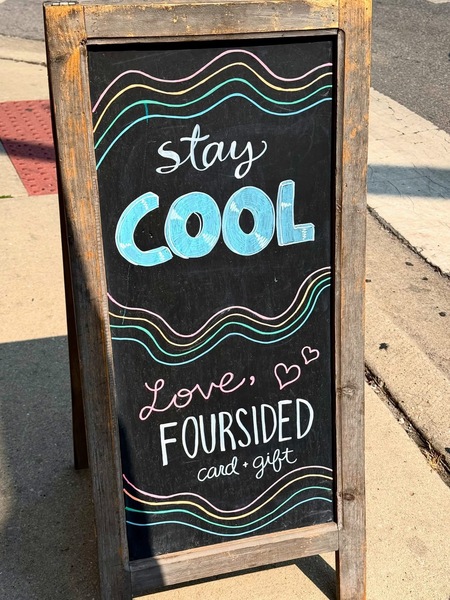 stay
COOL
Love,
FOURSIDED
card + gift